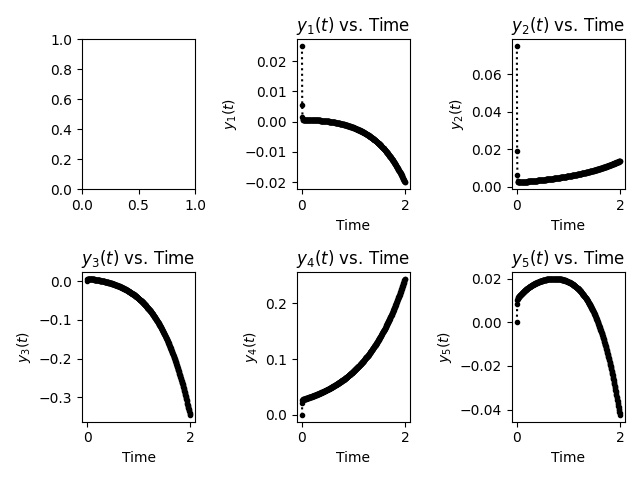 1.0
0.8
0.6
0.4
0.2
0.0
0.0 0.5 1.0
y₁(t) vs. Time
y₁(t)
0.02
0.01
0.00
−0.01
−0.02
0 2
Time
y₂(t) vs. Time
y₂(t)
0.06
0.04
0.02
0.00
0 2
Time
y₃(t) vs. Time
y₃(t)
0.0
−0.1
−0.2
−0.3
0 2
Time
y₄(t) vs. Time
y₄(t)
0.2
0.1
0.0
0 2
Time
y₅(t) vs. Time
y₅(t)
0.02
0.00
−0.02
−0.04
0 2
Time